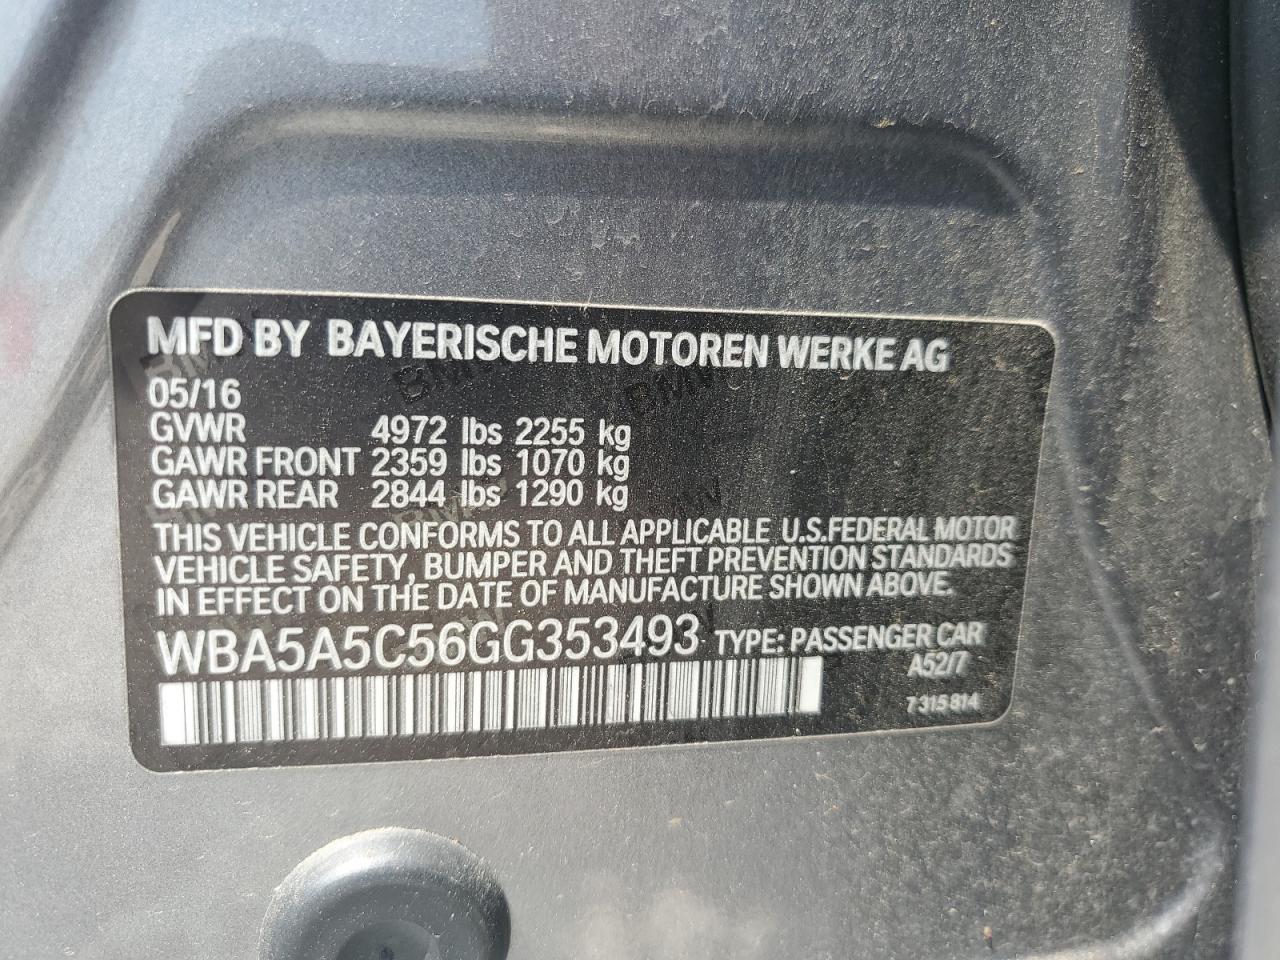 MFD BY BAYERISCHE MOTOREN WERKE AG
05/16
GVWR 4972 lbs 2255 kg
GAWR FRONT 2359 lbs 1070 kg
GAWR REAR 2844 lbs 1290 kg
THIS VEHICLE CONFORMS TO ALL APPLICABLE U.S.FEDERAL MOTOR
VEHICLE SAFETY, BUMPER AND THEFT PREVENTION STANDARDS
IN EFFECT ON THE DATE OF MANUFACTURE SHOWN ABOVE.
WBA5A5C56GG353493 TYPE: PASSENGER CAR
A52/7
7 315 814